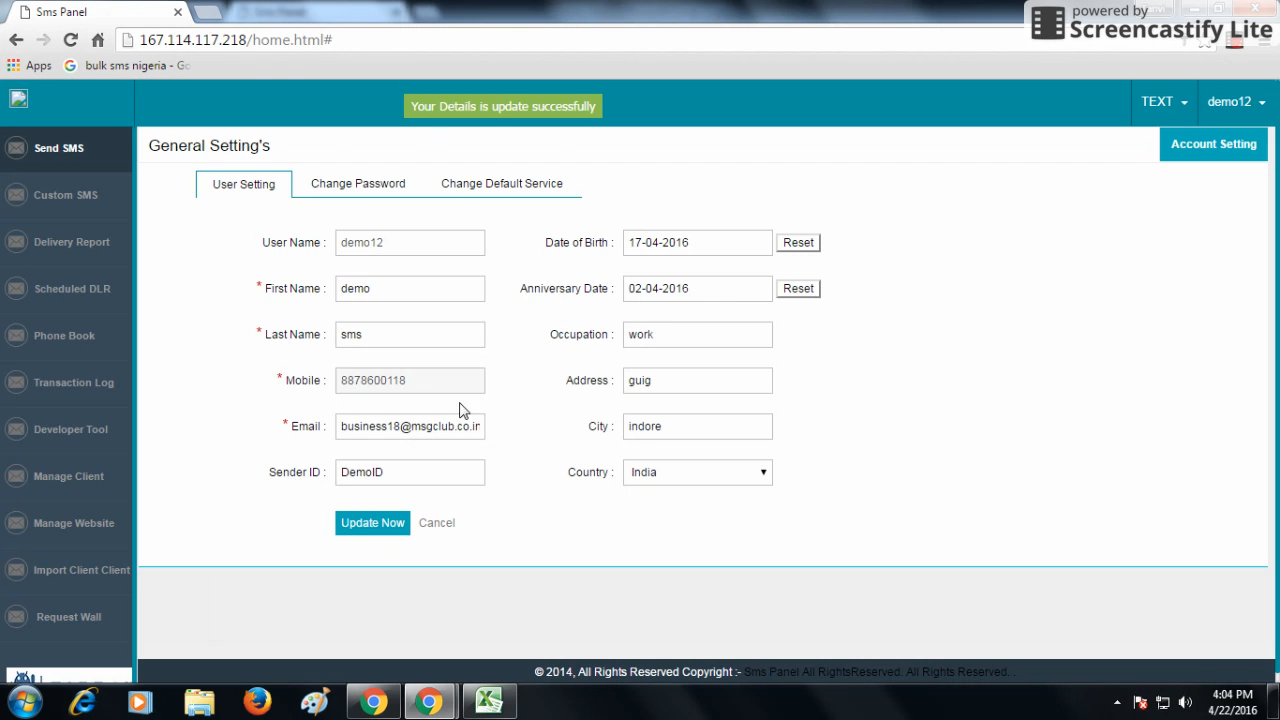 Sms Panel
Sms Panel
powered by
Screencastify Lite
167.114.117.218/home.html#
Apps
bulk sms nigeria - Go
Your Details is update successfully
TEXT
demo12
Send SMS
Custom SMS
Delivery Report
Scheduled DLR
Phone Book
Transaction Log
Developer Tool
Manage Client
Manage Website
Import Client Client
Request Wall
General Setting's
Account Setting
User Setting
Change Password
Change Default Service
User Name : demo12
Date of Birth : 17-04-2016 Reset
* First Name : demo
Anniversary Date : 02-04-2016 Reset
* Last Name : sms
Occupation : work
* Mobile : 8878600118
Address : guig
* Email : business18@msgclub.co.in
City : indore
Sender ID : DemoID
Country : India
Update Now Cancel
© 2014, All Rights Reserved Copyright :- Sms Panel All RightsReserved. All Rights Reserved. .
4:04 PM
4/22/2016